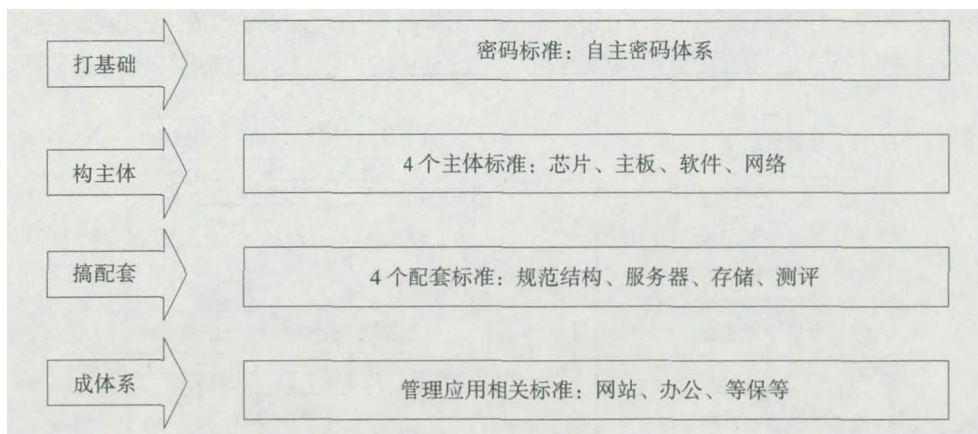 打基础
密码标准：自主密码体系
构主体
4个主体标准：芯片、主板、软件、网络
搞配套
4个配套标准：规范结构、服务器、存储、测评
成体系
管理应用相关标准：网站、办公、等保等